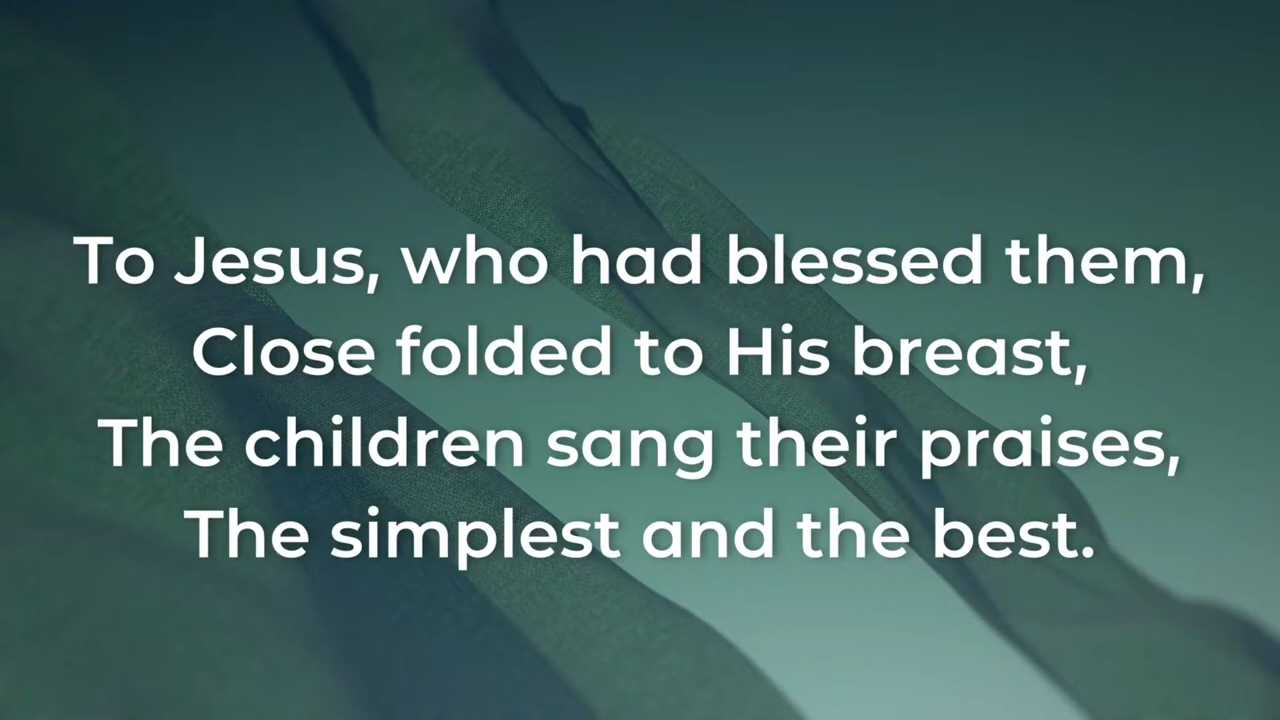 To Jesus, who had blessed them,
Close folded to His breast,
The children sang their praises,
The simplest and the best.